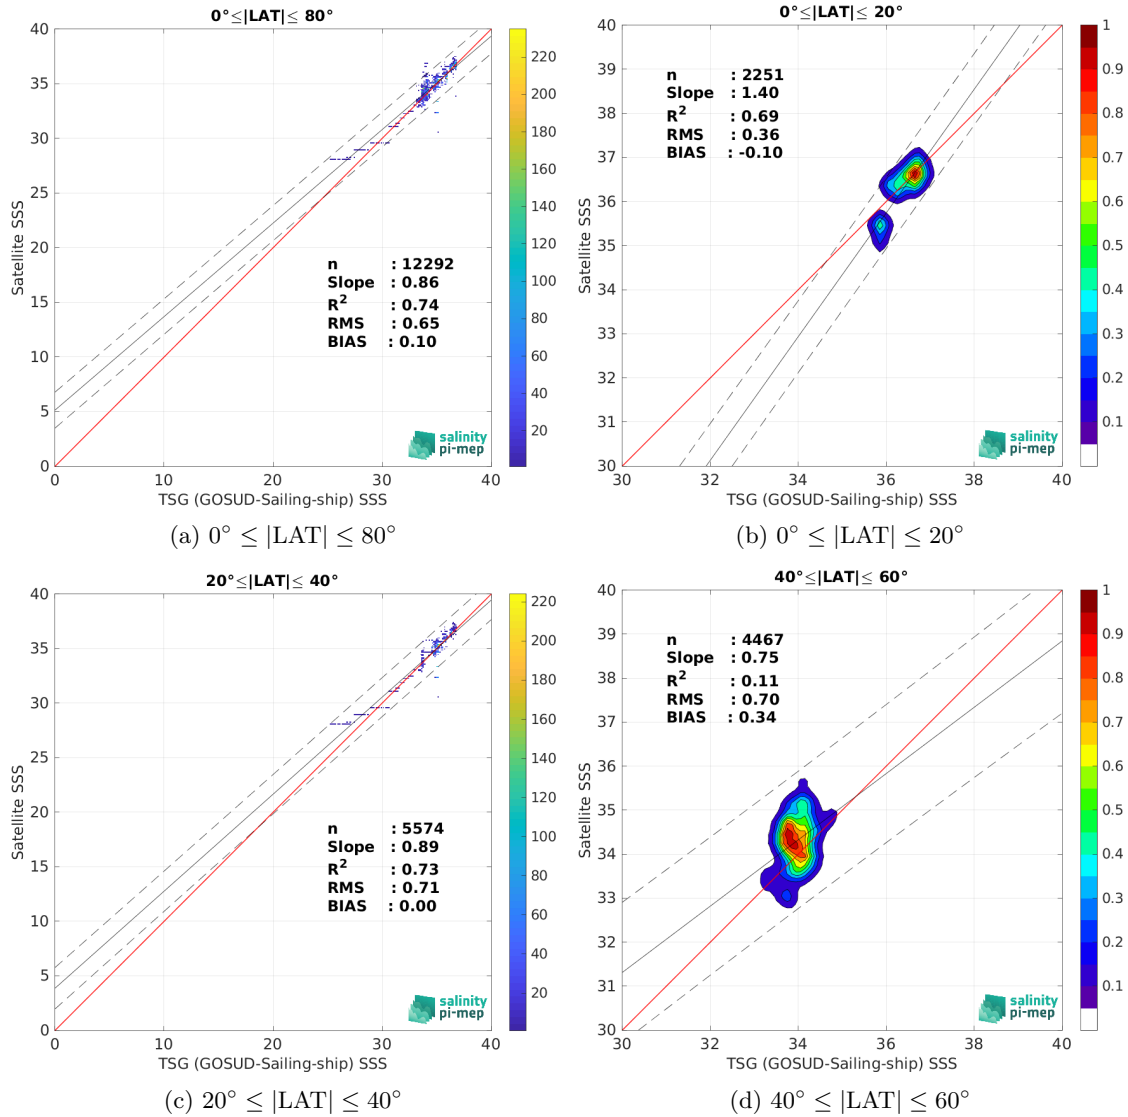 0°≤|LAT|≤ 80°
40
35
30
25
20
15
10
5
0
0
10
20
30
40
Satellite SSS
TSG (GOSUD-Sailing-ship) SSS
n : 12292
Slope : 0.86
R² : 0.74
RMS : 0.65
BIAS : 0.10
salinity
pi-mep
220
200
180
160
140
120
100
80
60
40
20
(a) 0° ≤ |LAT| ≤ 80°
0°≤|LAT|≤ 20°
40
39
38
37
36
35
34
33
32
31
30
30
32
34
36
38
40
Satellite SSS
TSG (GOSUD-Sailing-ship) SSS
n : 2251
Slope : 1.40
R² : 0.69
RMS : 0.36
BIAS : -0.10
salinity
pi-mep
1
0.9
0.8
0.7
0.6
0.5
0.4
0.3
0.2
0.1
(b) 0° ≤ |LAT| ≤ 20°
20°≤|LAT|≤ 40°
40
35
30
25
20
15
10
5
0
0
10
20
30
40
Satellite SSS
TSG (GOSUD-Sailing-ship) SSS
n : 5574
Slope : 0.89
R² : 0.73
RMS : 0.71
BIAS : 0.00
salinity
pi-mep
220
200
180
160
140
120
100
80
60
40
20
(c) 20° ≤ |LAT| ≤ 40°
40°≤|LAT|≤ 60°
40
39
38
37
36
35
34
33
32
31
30
30
32
34
36
38
40
Satellite SSS
TSG (GOSUD-Sailing-ship) SSS
n : 4467
Slope : 0.75
R² : 0.11
RMS : 0.70
BIAS : 0.34
salinity
pi-mep
1
0.9
0.8
0.7
0.6
0.5
0.4
0.3
0.2
0.1
(d) 40° ≤ |LAT| ≤ 60°